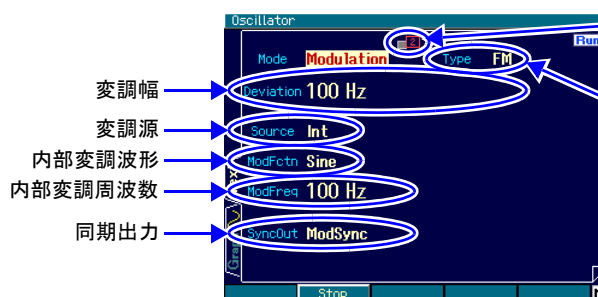 Oscillator
2
Run
Mode Modulation Type FM
変調幅 Deviation 100 Hz
変調源 Source Int
内部変調波形 ModFctn Sine
内部変調周波数 ModFreq 100 Hz
同期出力 SyncOut ModSync
Stop